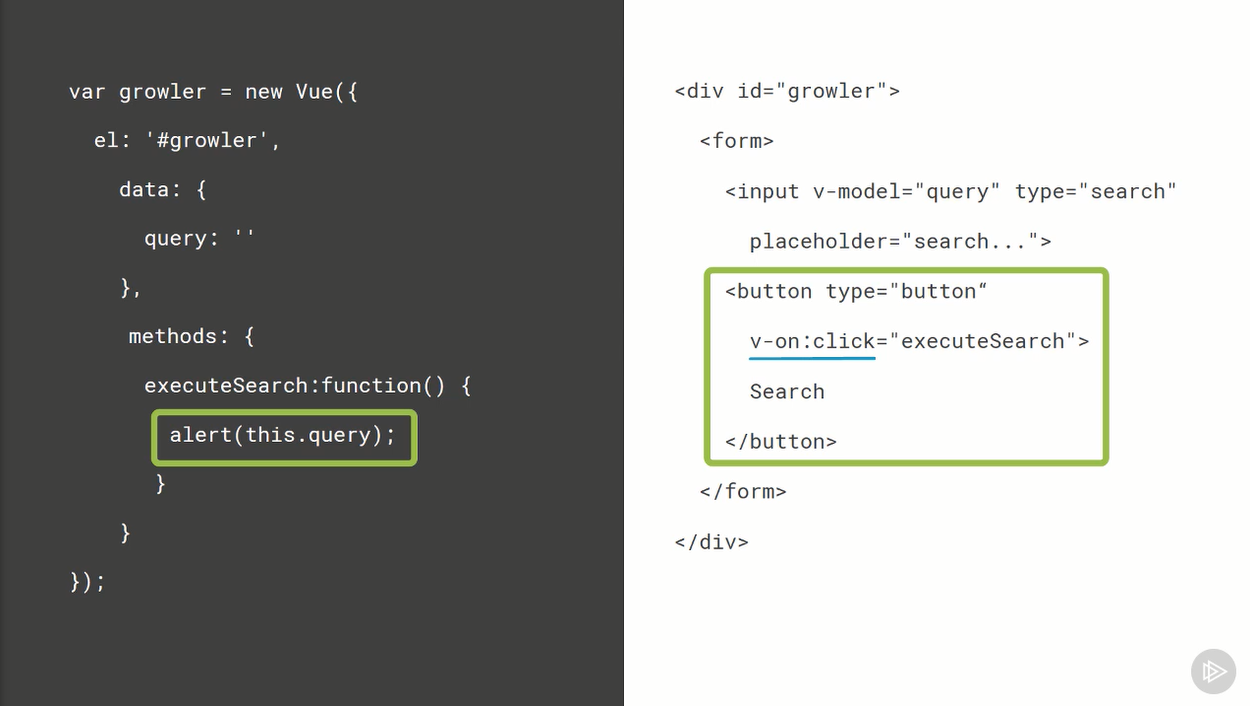 var growler = new Vue({
el: '#growler',
data: {
query: ''
},
methods: {
executeSearch:function() {
alert(this.query);
}
}
});
<div id="growler">
<form>
<input v-model="query" type="search"
placeholder="search...">
<button type="button“
v-on:click="executeSearch">
Search
</button>
</form>
</div>